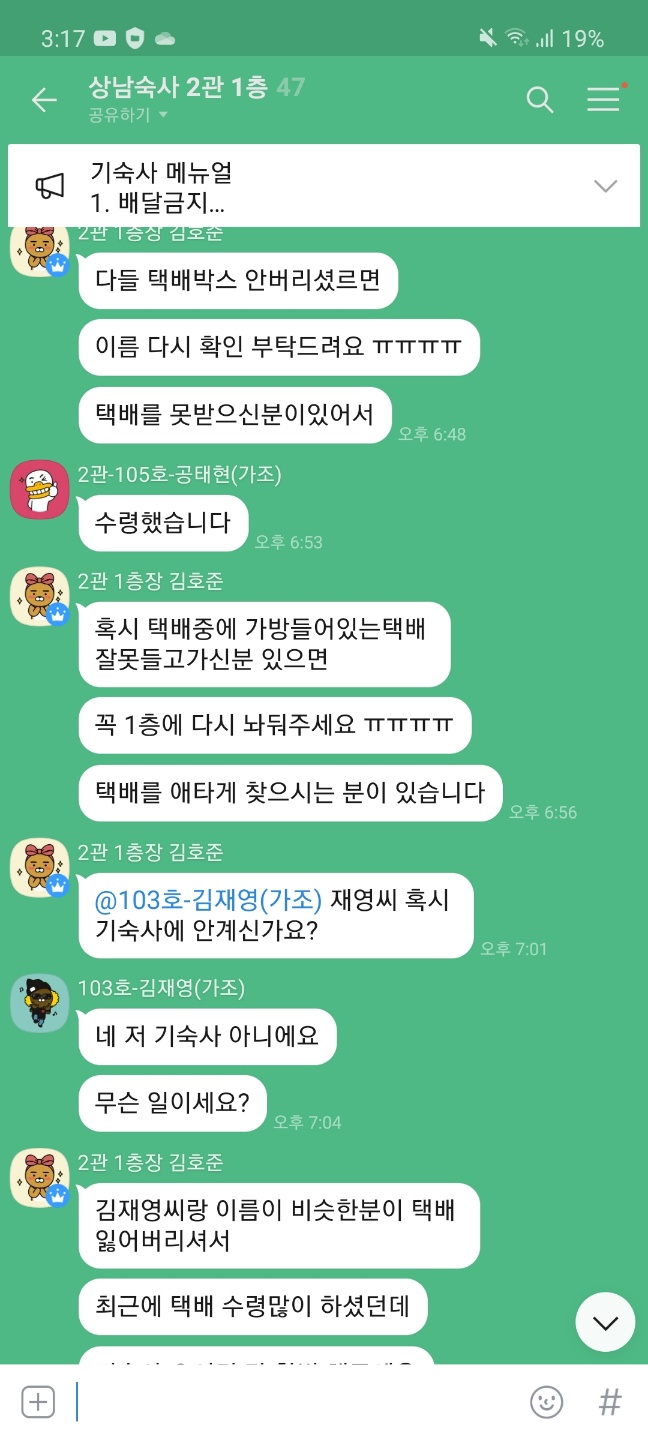 3:17
19%
상남숙사 2관 1층 47
공유하기
기숙사 메뉴얼
1. 배달금지...
2관 1층장 김호준
다들 택배박스 안버리셨르면
이름 다시 확인 부탁드려요 ㅠㅠㅠㅠ
택배를 못받으신분이있어서
오후 6:48
2관-105호-공태현(가조)
수령했습니다
오후 6:53
2관 1층장 김호준
혹시 택배중에 가방들어있는택배
잘못들고가신분 있으면
꼭 1층에 다시 놔둬주세요 ㅠㅠㅠㅠ
택배를 애타게 찾으시는 분이 있습니다
오후 6:56
2관 1층장 김호준
@103호-김재영(가조) 재영씨 혹시
기숙사에 안계신가요?
오후 7:01
103호-김재영(가조)
네 저 기숙사 아니에요
무슨 일이세요?
오후 7:04
2관 1층장 김호준
김재영씨랑 이름이 비슷한분이 택배
잃어버리셔서
최근에 택배 수령많이 하셨던데
#